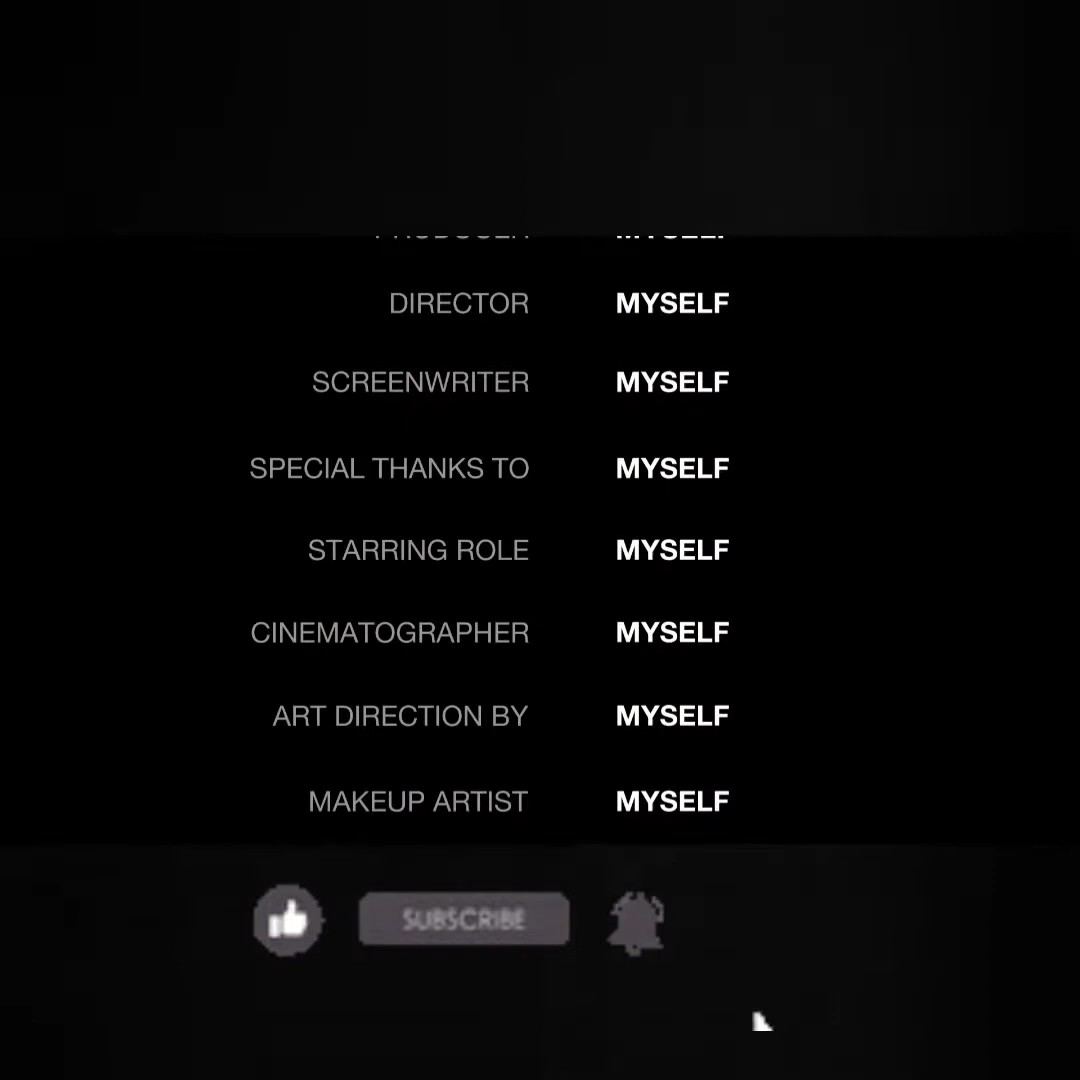 DIRECTOR MYSELF
SCREENWRITER MYSELF
SPECIAL THANKS TO MYSELF
STARRING ROLE MYSELF
CINEMATOGRAPHER MYSELF
ART DIRECTION BY MYSELF
MAKEUP ARTIST MYSELF
SUBSCRIBE